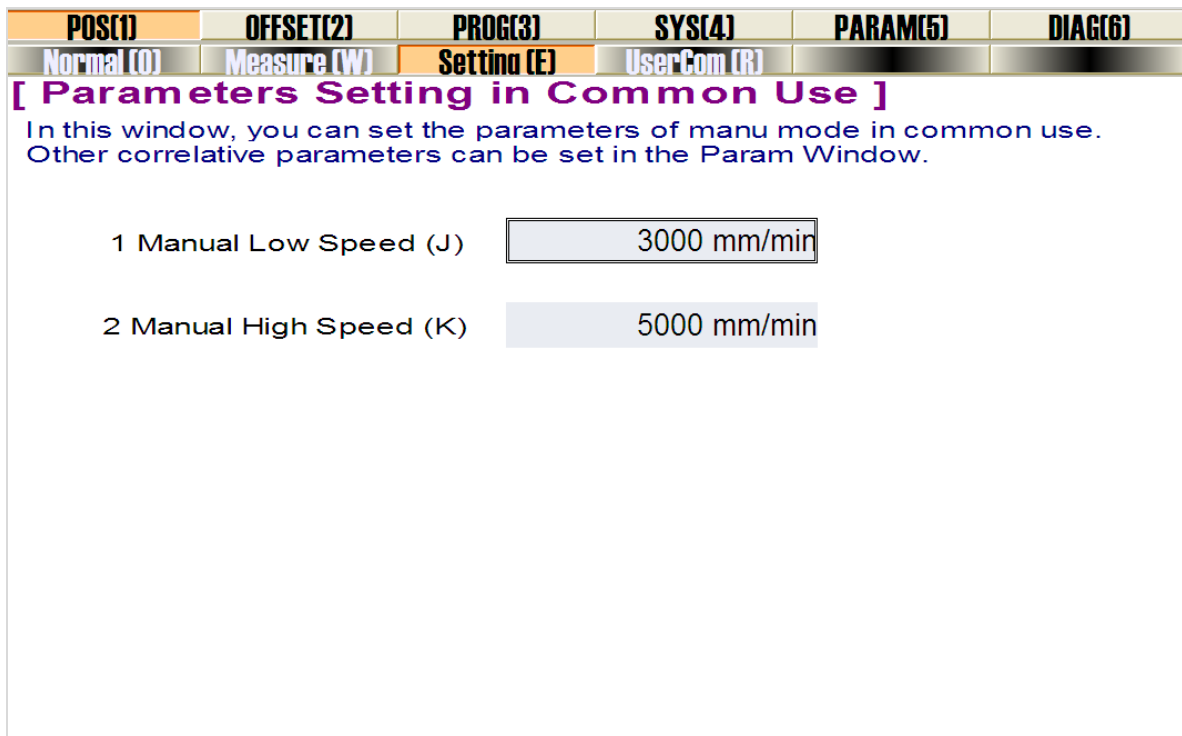 POS(1) OFFSET(2) PROG(3) SYS(4) PARAM(5) DIAG(6)
Normal (Q) Measure (W) Setting (E) UserCom (R)
[ Parameters Setting in Common Use ]
In this window, you can set the parameters of manu mode in common use.
Other correlative parameters can be set in the Param Window.
1 Manual Low Speed (J) 3000 mm/min
2 Manual High Speed (K) 5000 mm/min